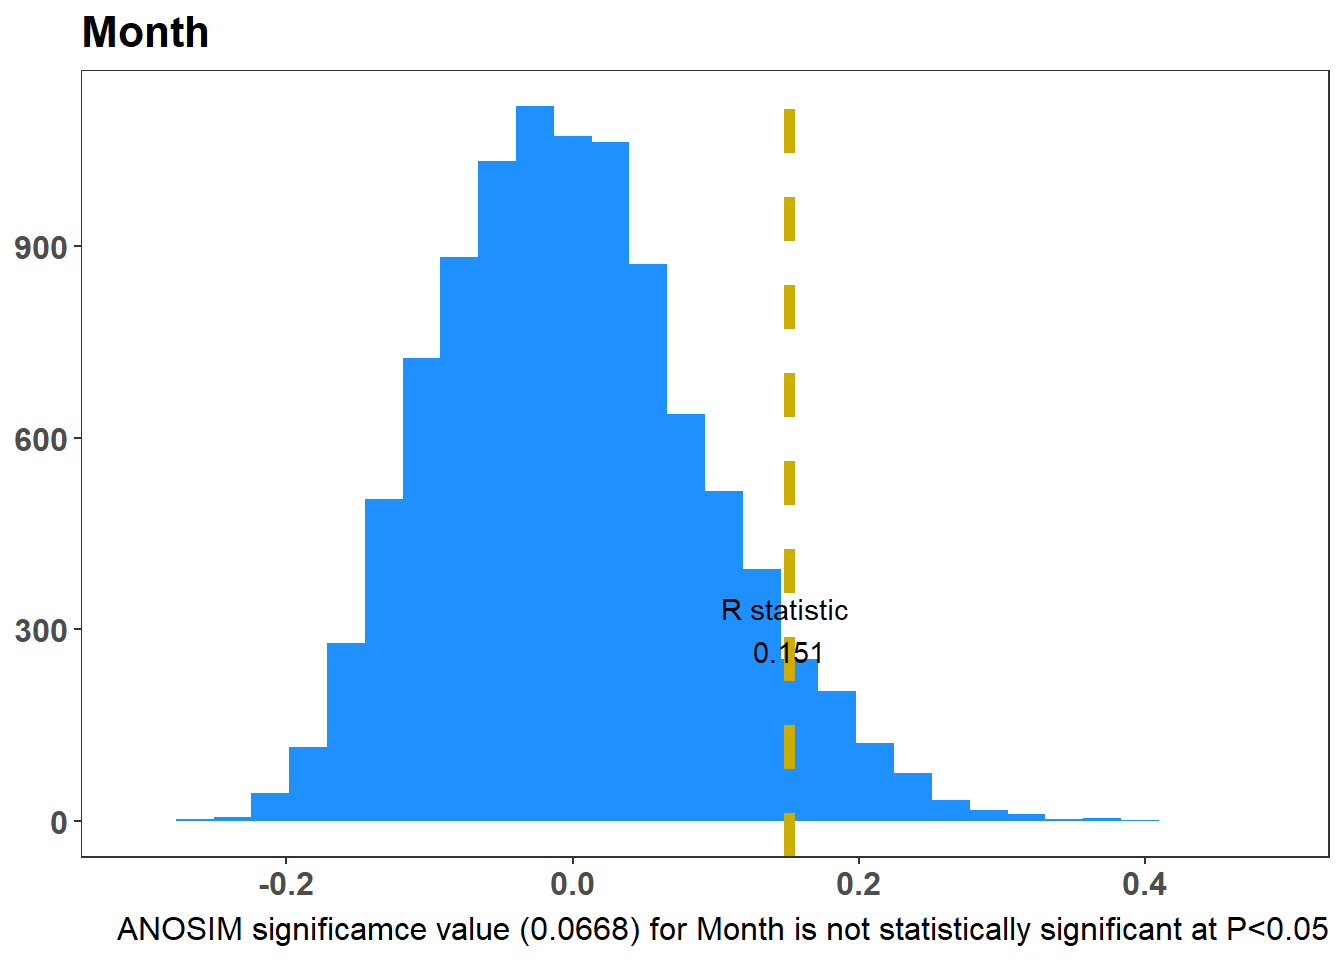 Month
900
600
300
0
R statistic
0.151
-0.2 0.0 0.2 0.4
ANOSIM significamce value (0.0668) for Month is not statistically significant at P<0.05